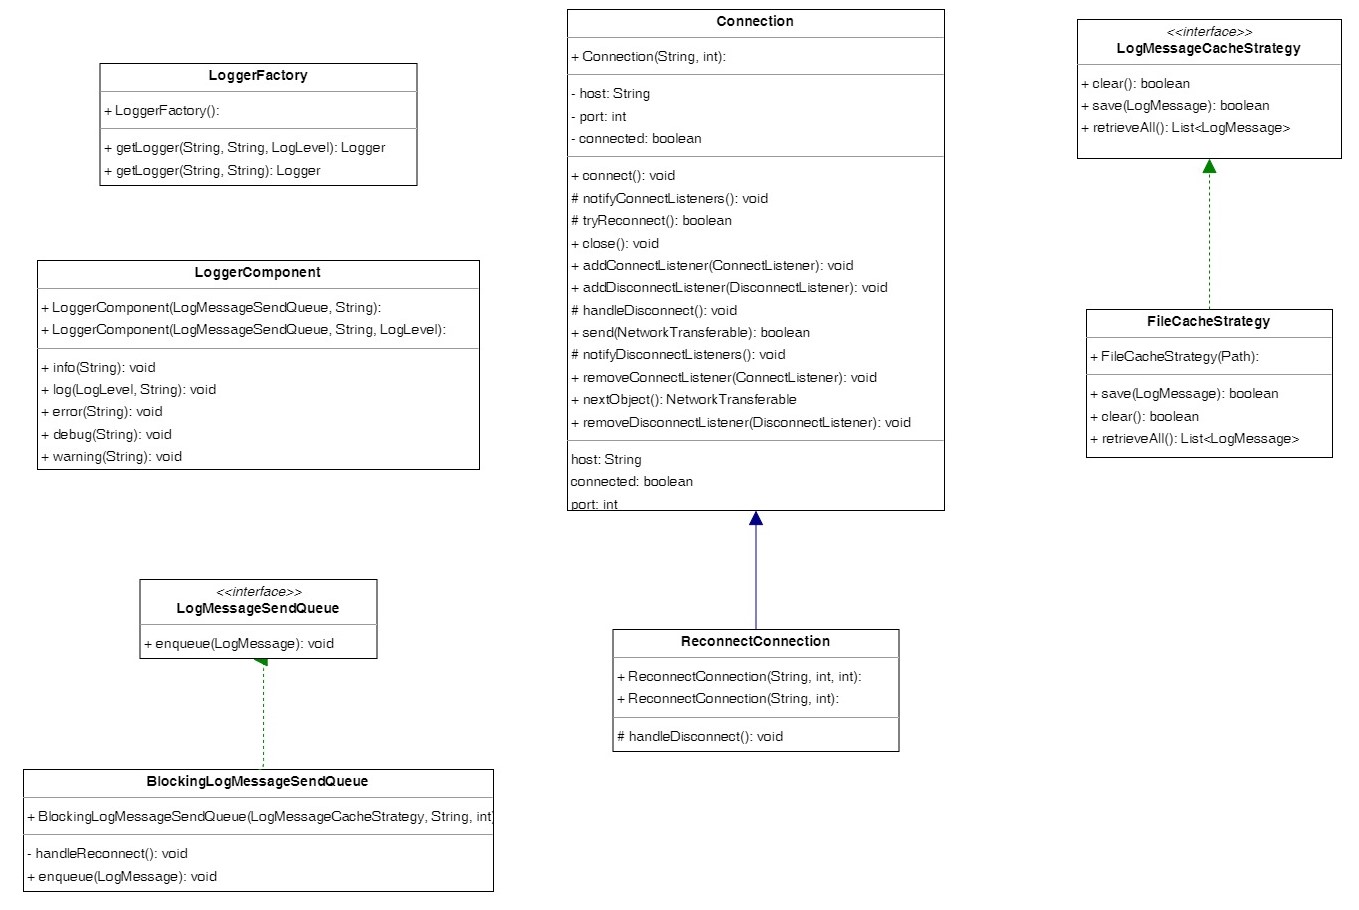 LoggerFactory
+ LoggerFactory():
+ getLogger(String, String, LogLevel): Logger
+ getLogger(String, String): Logger
LoggerComponent
+ LoggerComponent(LogMessageSendQueue, String):
+ LoggerComponent(LogMessageSendQueue, String, LogLevel):
+ info(String): void
+ log(LogLevel, String): void
+ error(String): void
+ debug(String): void
+ warning(String): void
<<interface>>
LogMessageSendQueue
+ enqueue(LogMessage): void
BlockingLogMessageSendQueue
+ BlockingLogMessageSendQueue(LogMessageCacheStrategy, String, int)
- handleReconnect(): void
+ enqueue(LogMessage): void
Connection
+ Connection(String, int):
- host: String
- port: int
- connected: boolean
+ connect(): void
# notifyConnectListeners(): void
# tryReconnect(): boolean
+ close(): void
+ addConnectListener(ConnectListener): void
+ addDisconnectListener(DisconnectListener): void
# handleDisconnect(): void
+ send(NetworkTransferable): boolean
# notifyDisconnectListeners(): void
+ removeConnectListener(ConnectListener): void
+ nextObject(): NetworkTransferable
+ removeDisconnectListener(DisconnectListener): void
host: String
connected: boolean
port: int
ReconnectConnection
+ ReconnectConnection(String, int, int):
+ ReconnectConnection(String, int):
# handleDisconnect(): void
<<interface>>
LogMessageCacheStrategy
+ clear(): boolean
+ save(LogMessage): boolean
+ retrieveAll(): List<LogMessage>
FileCacheStrategy
+ FileCacheStrategy(Path):
+ save(LogMessage): boolean
+ clear(): boolean
+ retrieveAll(): List<LogMessage>